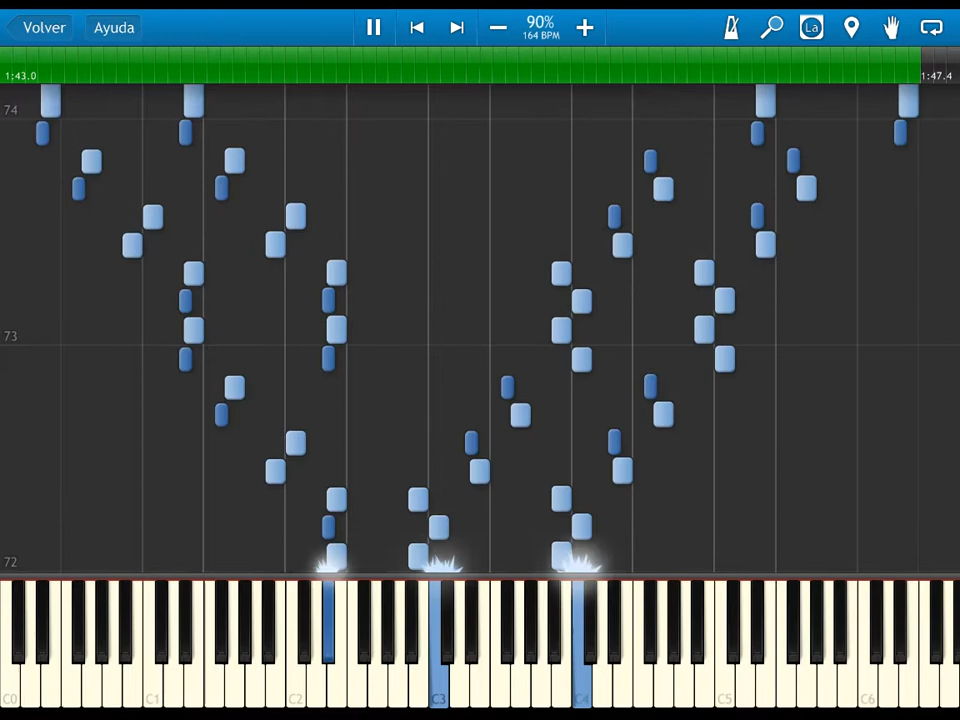 Volver
Ayuda
90%
164 BPM
La
1:43.0
1:47.4
74
73
72
C0
C1
C2
C3
C4
C5
C6